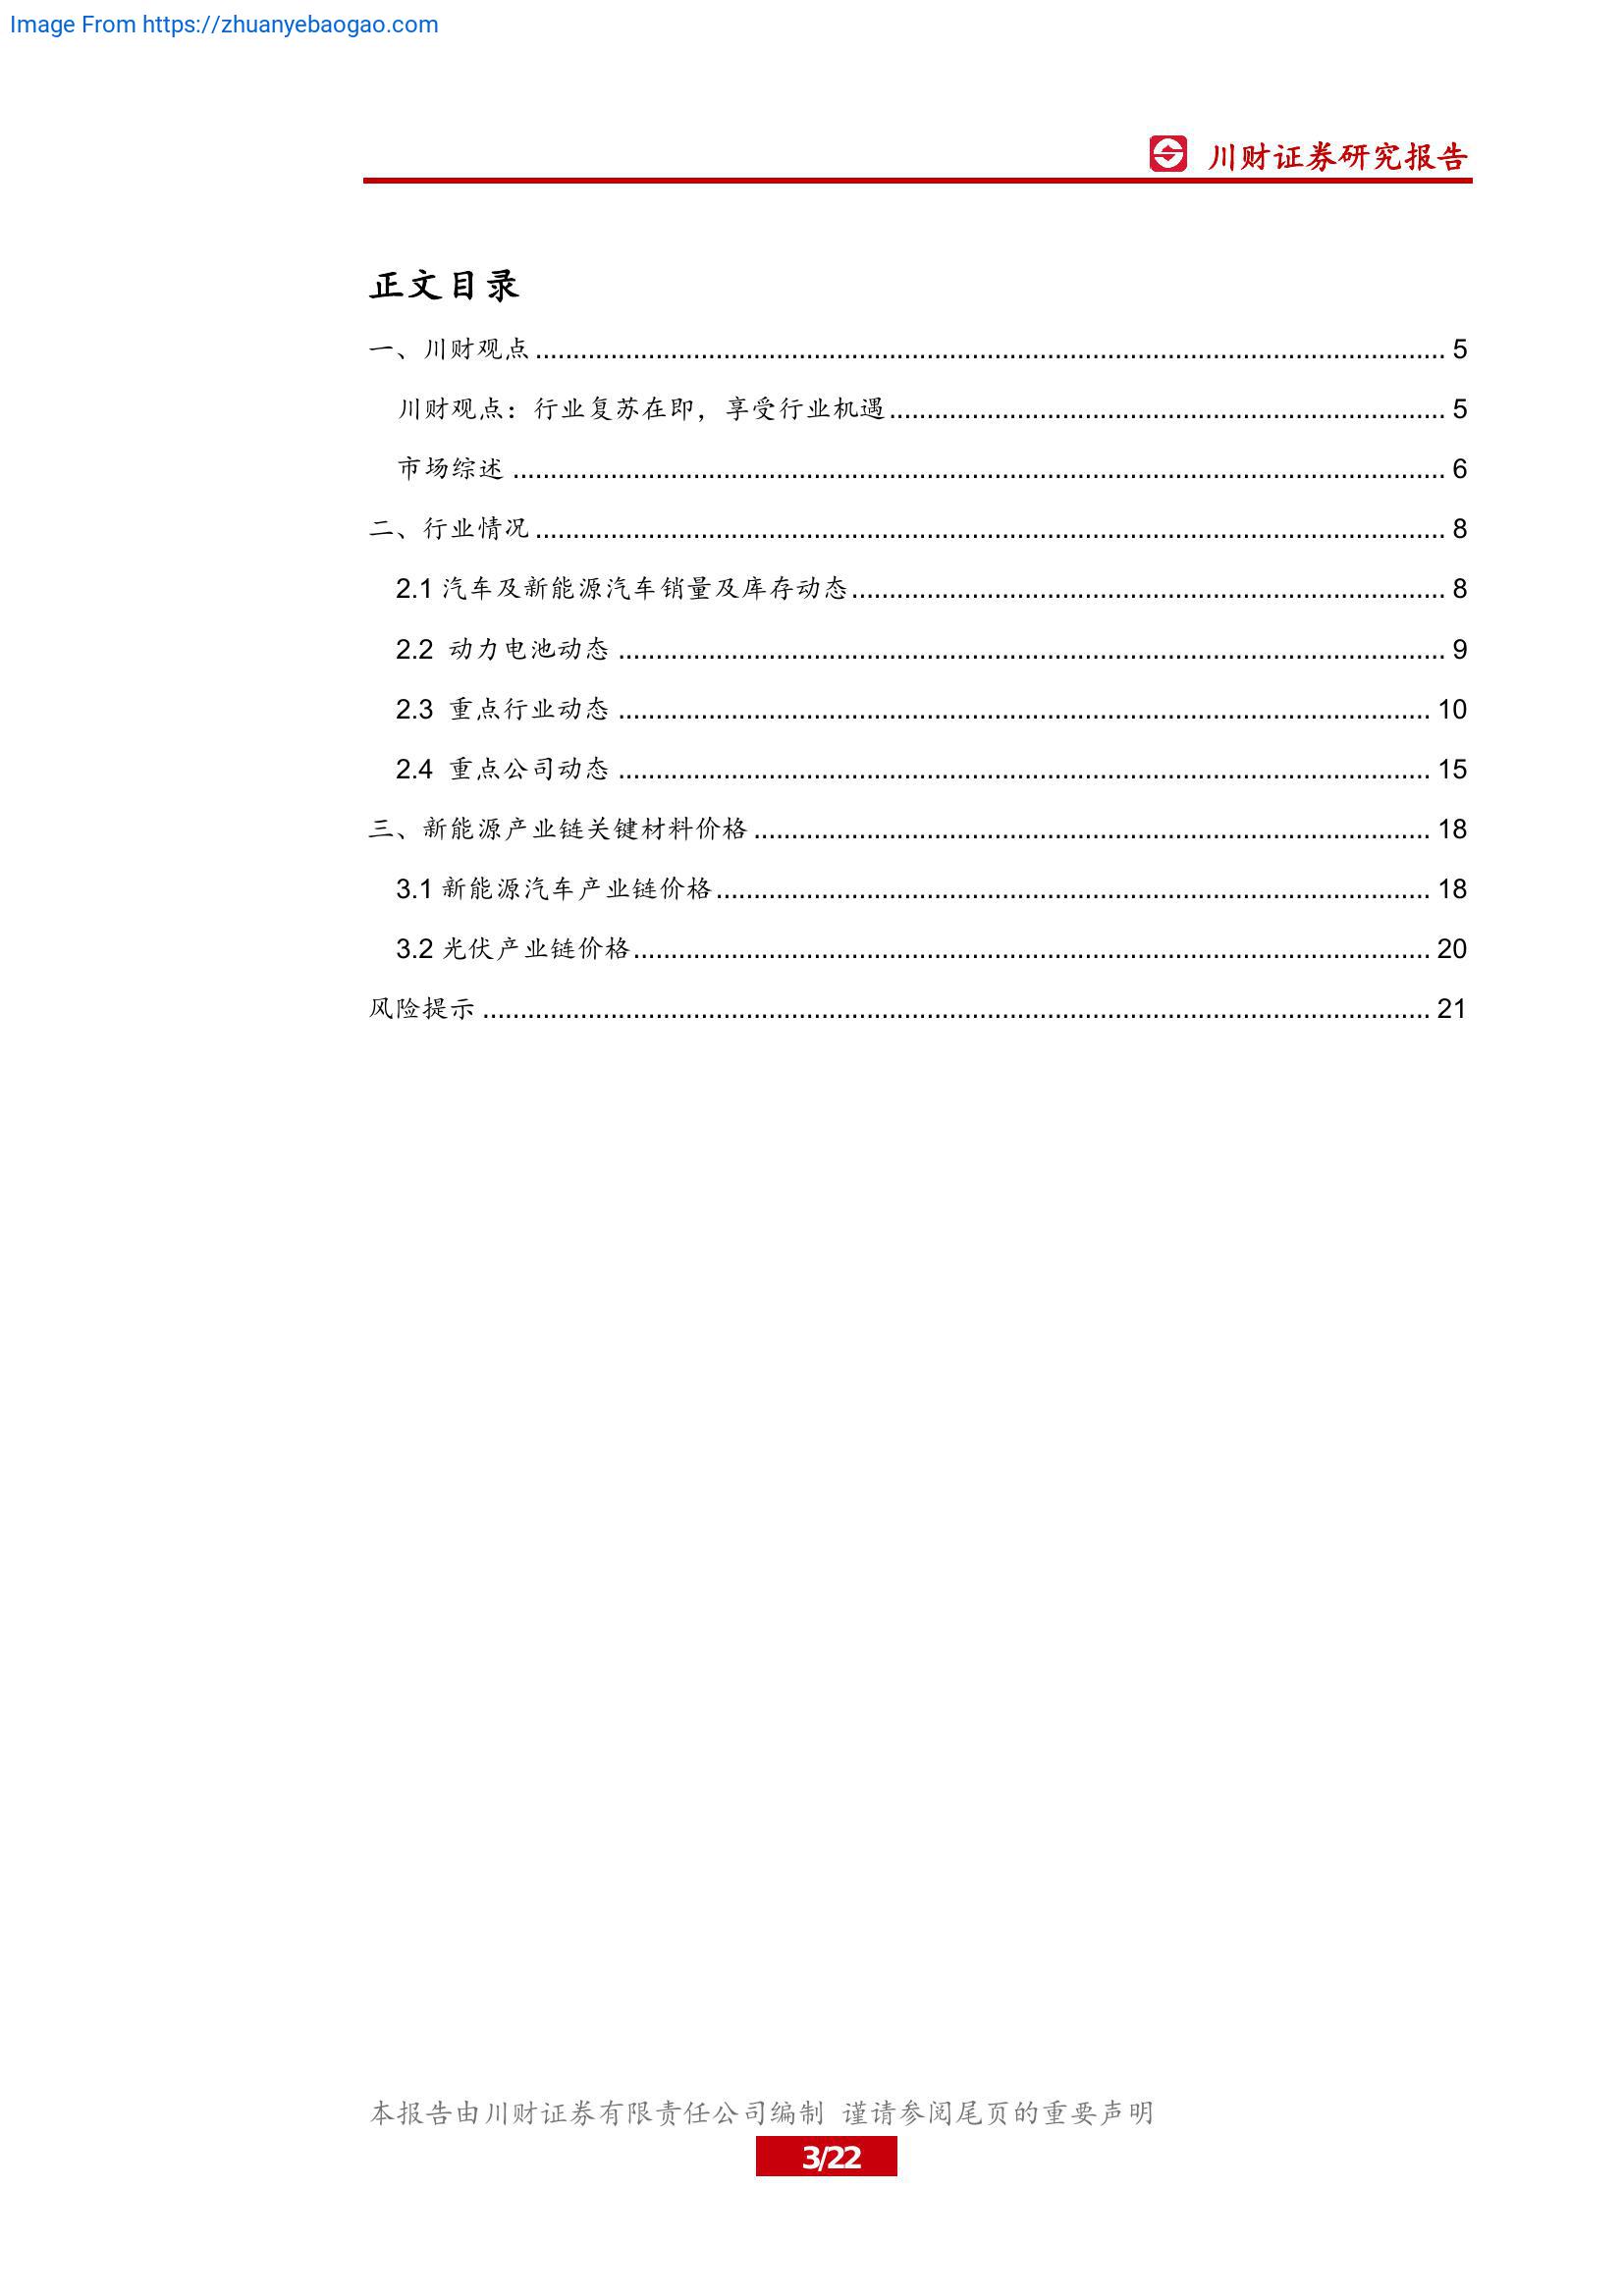 Image From https://zhuanyebaogao.com
川财证券研究报告
正文目录
一、川财观点 ........................................ 5
川财观点：行业复苏在即，享受行业机遇 ........................................ 5
市场综述 ........................................ 6
二、行业情况 ........................................ 8
2.1 汽车及新能源汽车销量及库存动态 ........................................ 8
2.2 动力电池动态 ........................................ 9
2.3 重点行业动态 ........................................ 10
2.4 重点公司动态 ........................................ 15
三、新能源产业链关键材料价格 ........................................ 18
3.1 新能源汽车产业链价格 ........................................ 18
3.2 光伏产业链价格 ........................................ 20
风险提示 ........................................ 21
本报告由川财证券有限责任公司编制 谨请参阅尾页的重要声明
3/22